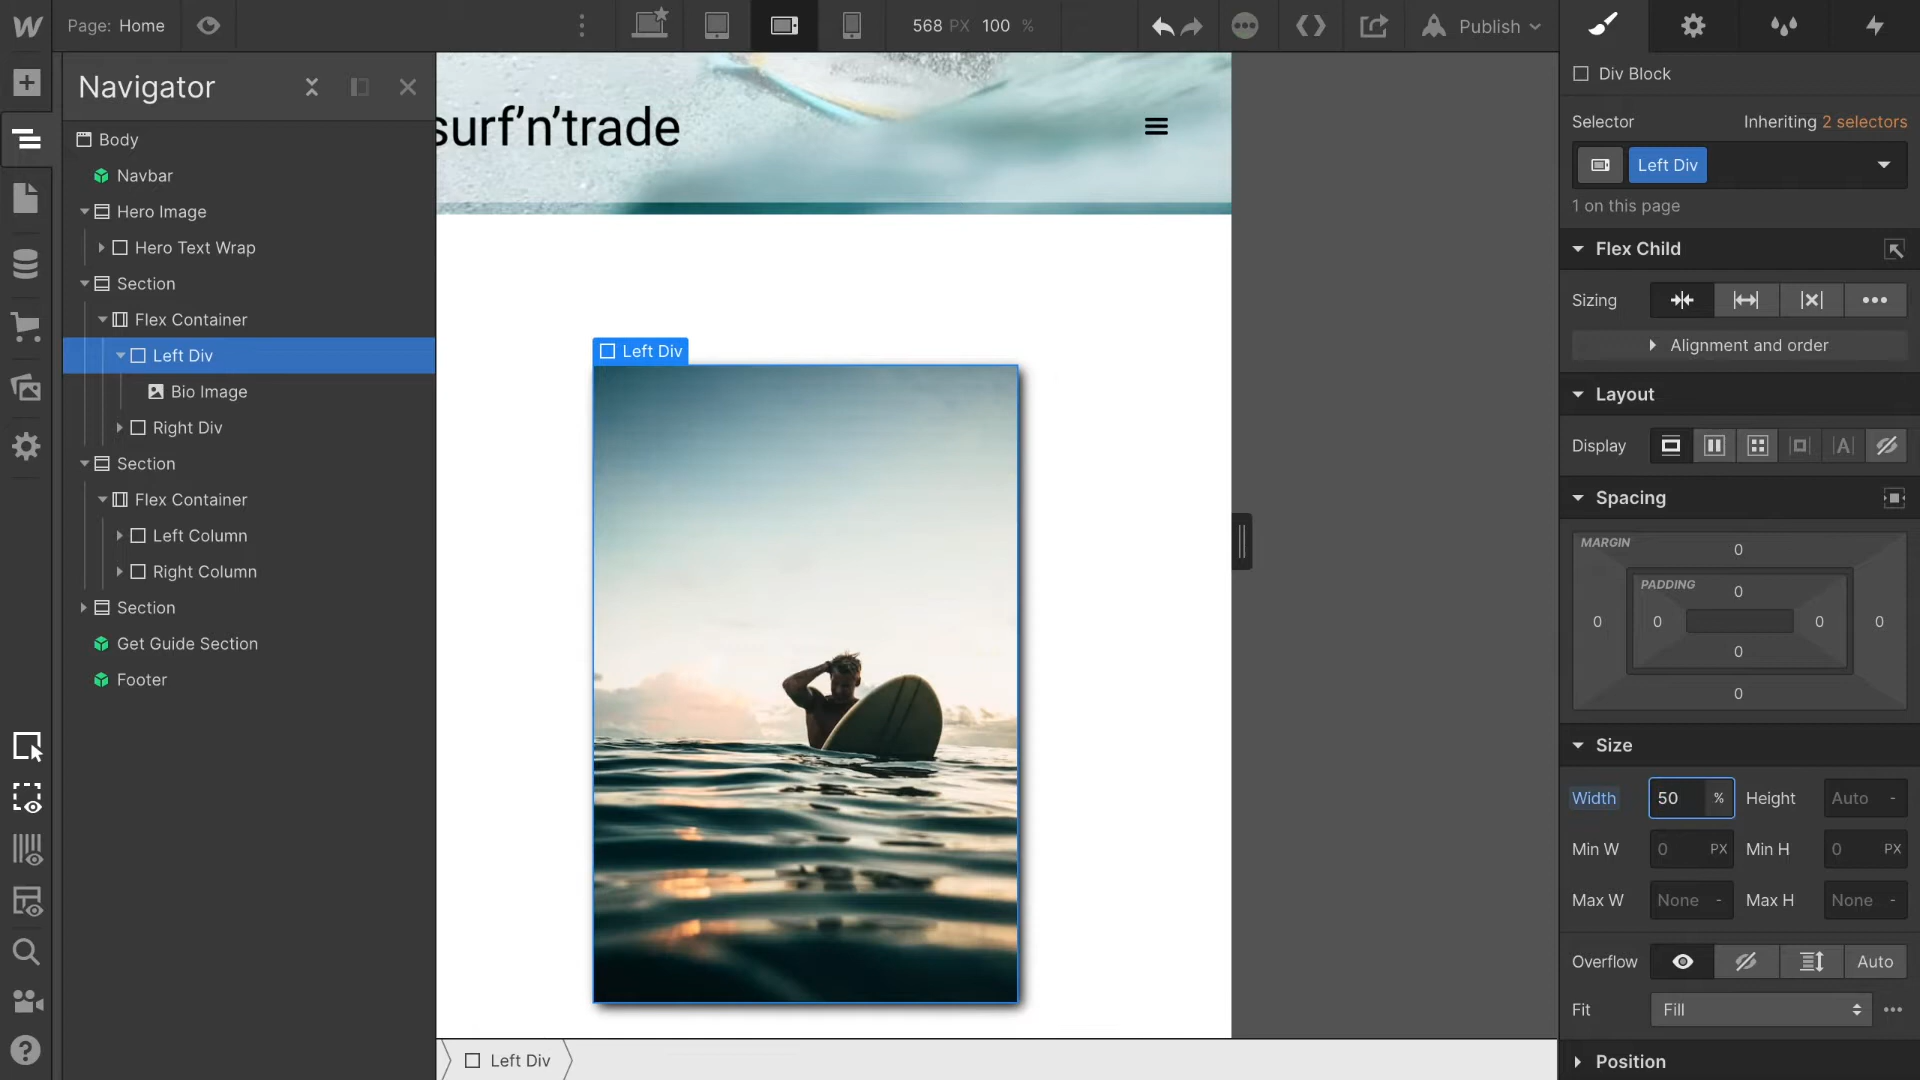 Page: Home
568 PX 100 %
Publish
Navigator
Body
Navbar
Hero Image
Hero Text Wrap
Section
Flex Container
Left Div
Bio Image
Right Div
Section
Flex Container
Left Column
Right Column
Section
Get Guide Section
Footer
surf’n’trade
Left Div
Left Div
Div Block
Selector Inheriting 2 selectors
Left Div
1 on this page
Flex Child
Sizing
Alignment and order
Layout
Display
Spacing
MARGIN 0
PADDING 0
0 0 0 0
0
0
Size
Width 50 % Height Auto -
Min W 0 PX Min H 0 PX
Max W None - Max H None -
Overflow Auto
Fit Fill
Position